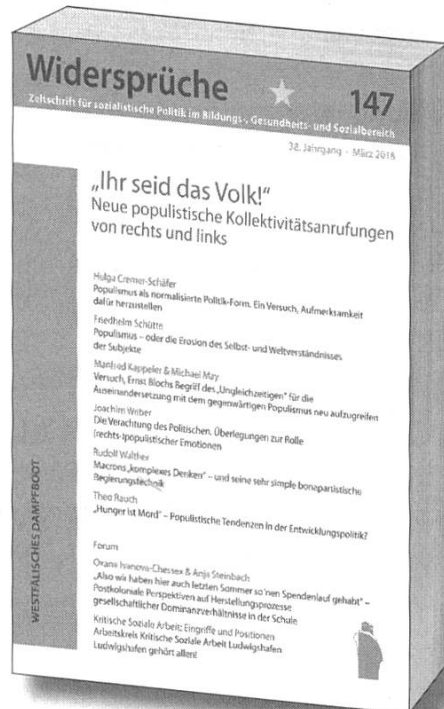 Widersprüche 147
Zeitschrift für sozialistische Politik im Bildungs-, Gesundheits- und Sozialbereich
38. Jahrgang · März 2018
„Ihr seid das Volk!“
Neue populistische Kollektivitätsanrufungen
von rechts und links
Helga Cremer-Schäfer
Populismus als normalisierte Politik-Form. Ein Versuch, Aufmerksamkeit
dafür herzustellen
Friedhelm Schütte
Populismus – oder die Erosion des Selbst- und Weltverständnisses
der Subjekte
Manfred Kappeler & Michael May
Versuch, Ernst Blochs Begriff des „Ungleichzeitigen“ für die
Auseinandersetzung mit dem gegenwärtigen Populismus neu aufzugreifen
Joachim Weber
Die Verachtung des Politischen. Überlegungen zur Rolle
(rechts-)populistischer Emotionen
Rudolf Walther
Macrons „komplexes Denken“ – und seine sehr simple bonapartistische
Regierungstechnik
Theo Rauch
„Hunger ist Mord“ – Populistische Tendenzen in der Entwicklungspolitik?
Forum
Oxana Ivanova-Chessex & Anja Steinbach
„Also wir haben hier auch letzten Sommer so'nen Spendenlauf gehabt“ –
Postkoloniale Perspektiven auf Herstellungsprozesse
gesellschaftlicher Dominanzverhältnisse in der Schule
Kritische Soziale Arbeit: Eingriffe und Positionen
Arbeitskreis Kritische Soziale Arbeit Ludwigshafen
Ludwigshafen gehört allen!
WESTFÄLISCHES DAMPFBOOT